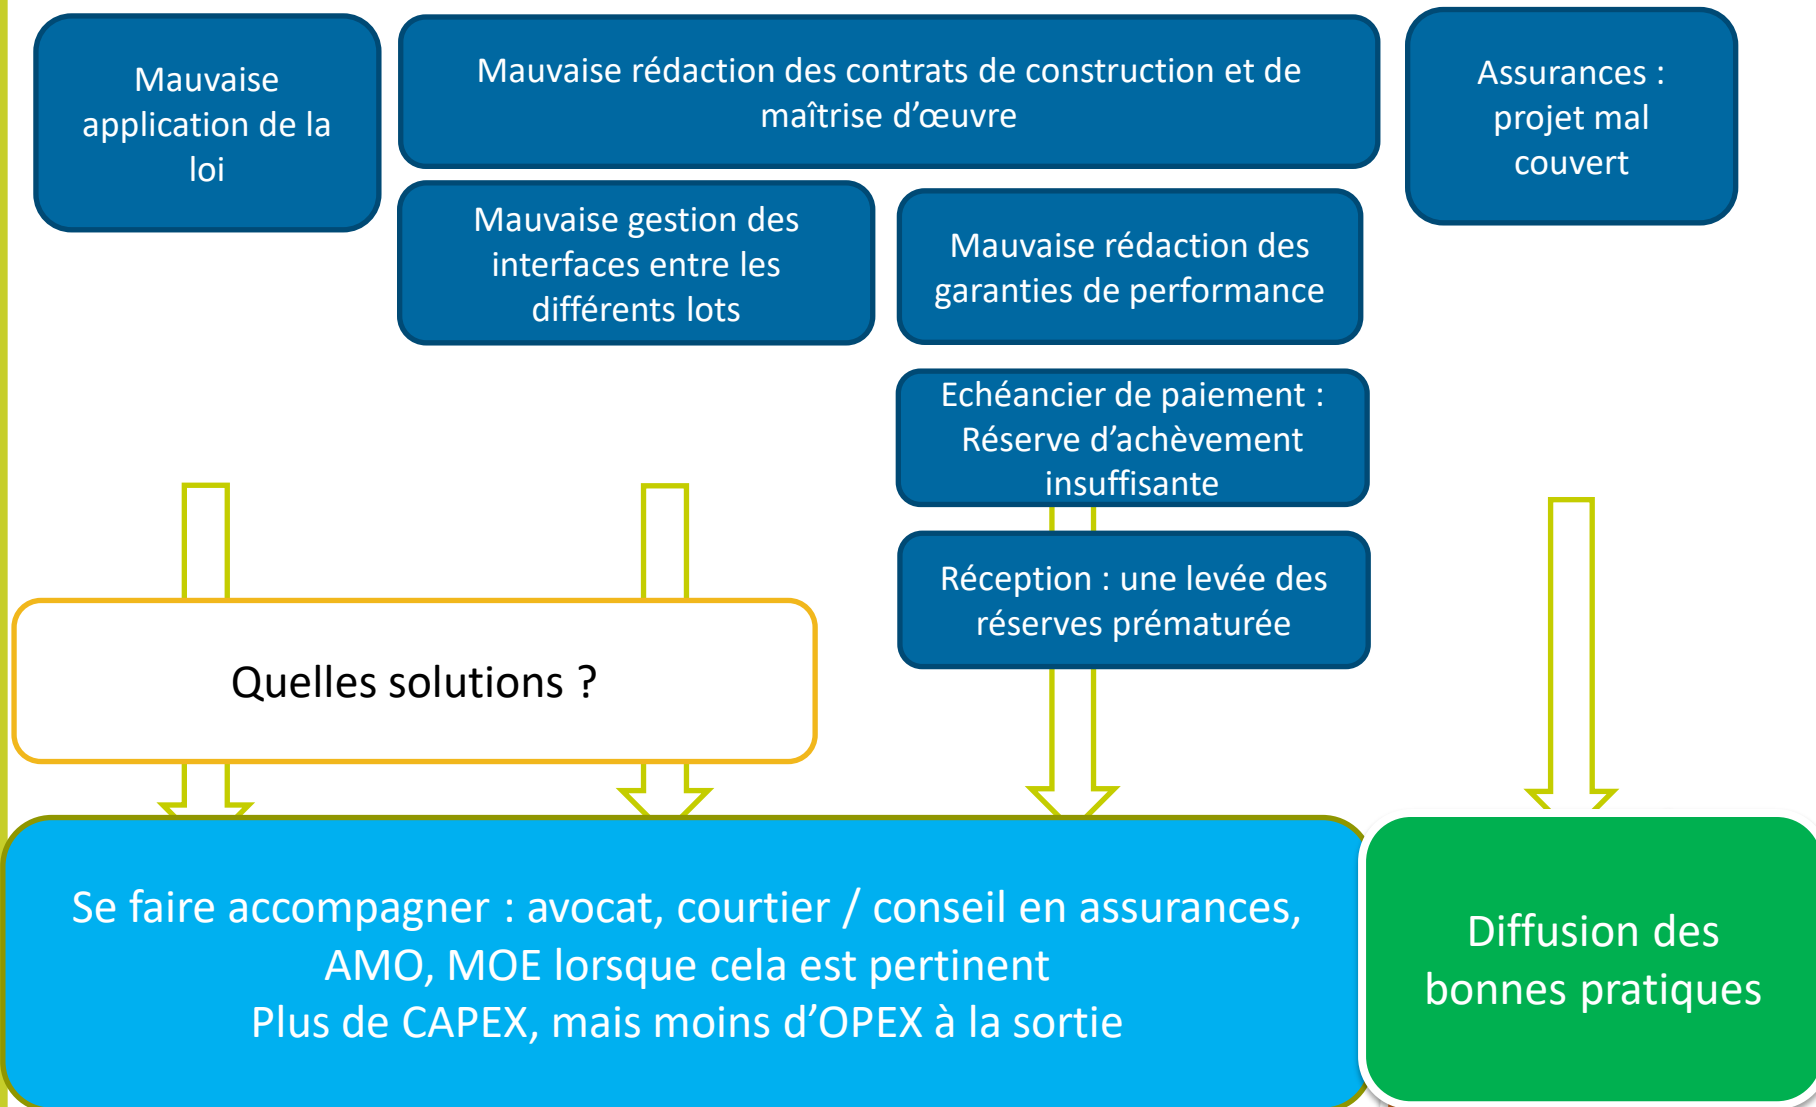 Mauvaise
application de la
loi
Mauvaise rédaction des contrats de construction et de
maîtrise d’œuvre
Assurances :
projet mal
couvert
Mauvaise gestion des
interfaces entre les
différents lots
Mauvaise rédaction des
garanties de performance
Echéancier de paiement :
Réserve d’achèvement
insuffisante
Réception : une levée des
réserves prématurée
Quelles solutions ?
Se faire accompagner : avocat, courtier / conseil en assurances,
AMO, MOE lorsque cela est pertinent
Plus de CAPEX, mais moins d’OPEX à la sortie
Diffusion des
bonnes pratiques